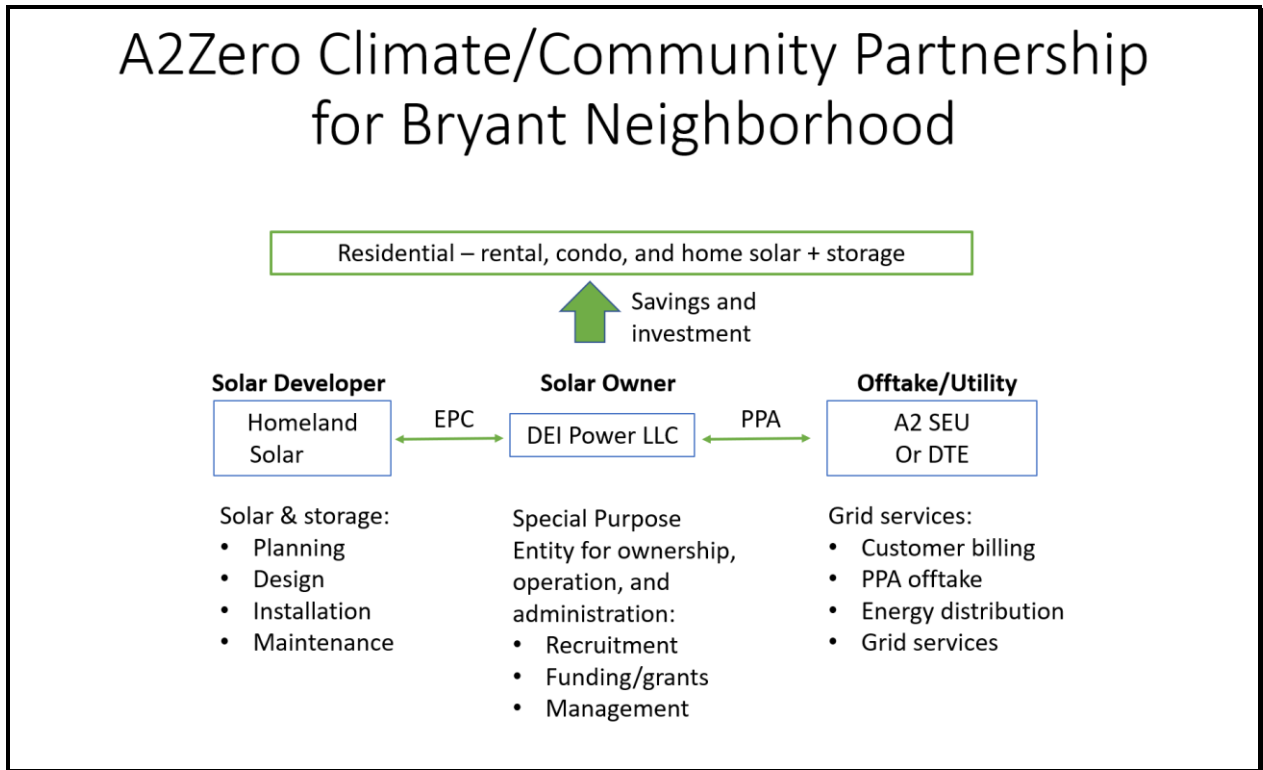 A2Zero Climate/Community Partnership
for Bryant Neighborhood
Residential – rental, condo, and home solar + storage
Savings and
investment
Solar Developer
Homeland
Solar
EPC
Solar Owner
DEI Power LLC
PPA
Offtake/Utility
A2 SEU
Or DTE
Solar & storage:
• Planning
• Design
• Installation
• Maintenance
Special Purpose
Entity for ownership,
operation, and
administration:
• Recruitment
• Funding/grants
• Management
Grid services:
• Customer billing
• PPA offtake
• Energy distribution
• Grid services